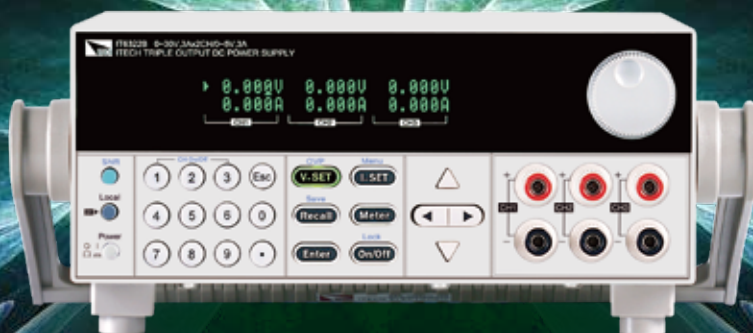 IT6322B 0~30V,3Ax2CH/0~5V,3A
ITECH TRIPLE OUTPUT DC POWER SUPPLY
0.000V 0.000V 0.000V
0.000A 0.000A 0.000A
CH1 CH2 CH3
Shift
Local
Power
1 2 3 Esc
4 5 6 0
7 8 9 .
OVP Menu
V-SET I.SET
Save
Recall Meter
Lock
Enter On/Off
+ + +
CH1 CH2 CH3
- - -